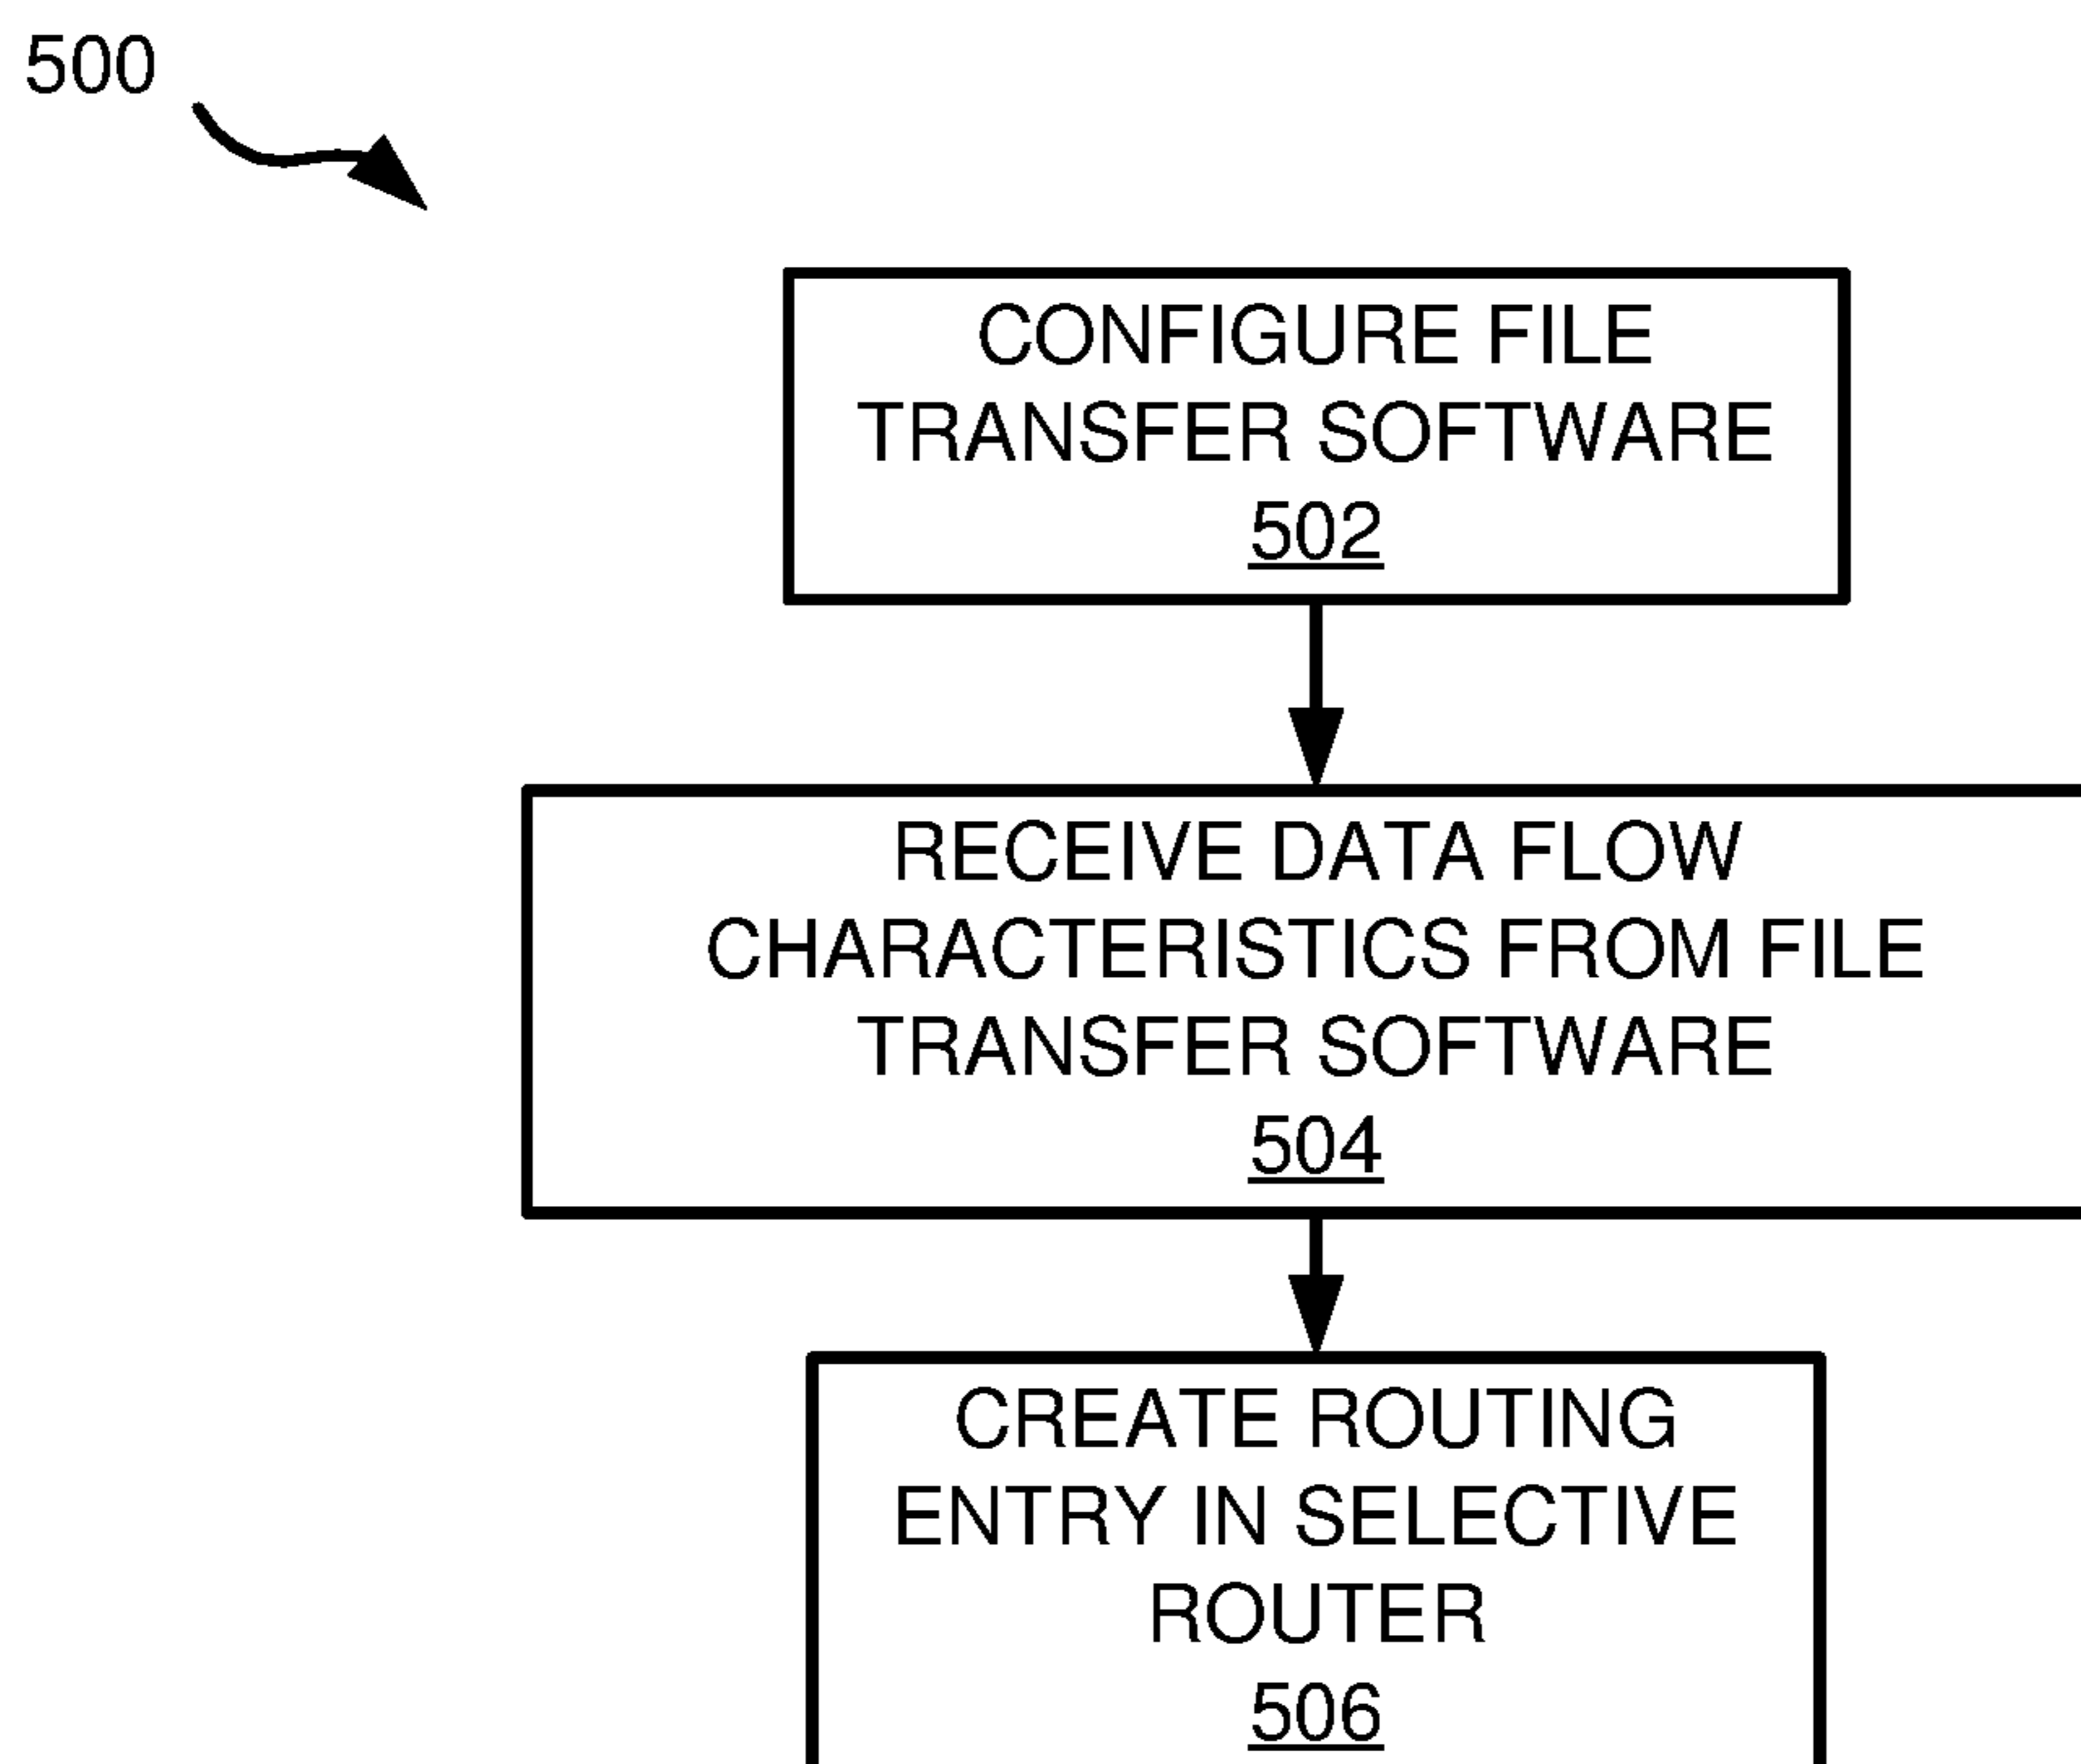 500
CONFIGURE FILE
TRANSFER SOFTWARE
502
RECEIVE DATA FLOW
CHARACTERISTICS FROM FILE
TRANSFER SOFTWARE
504
CREATE ROUTING
ENTRY IN SELECTIVE
ROUTER
506